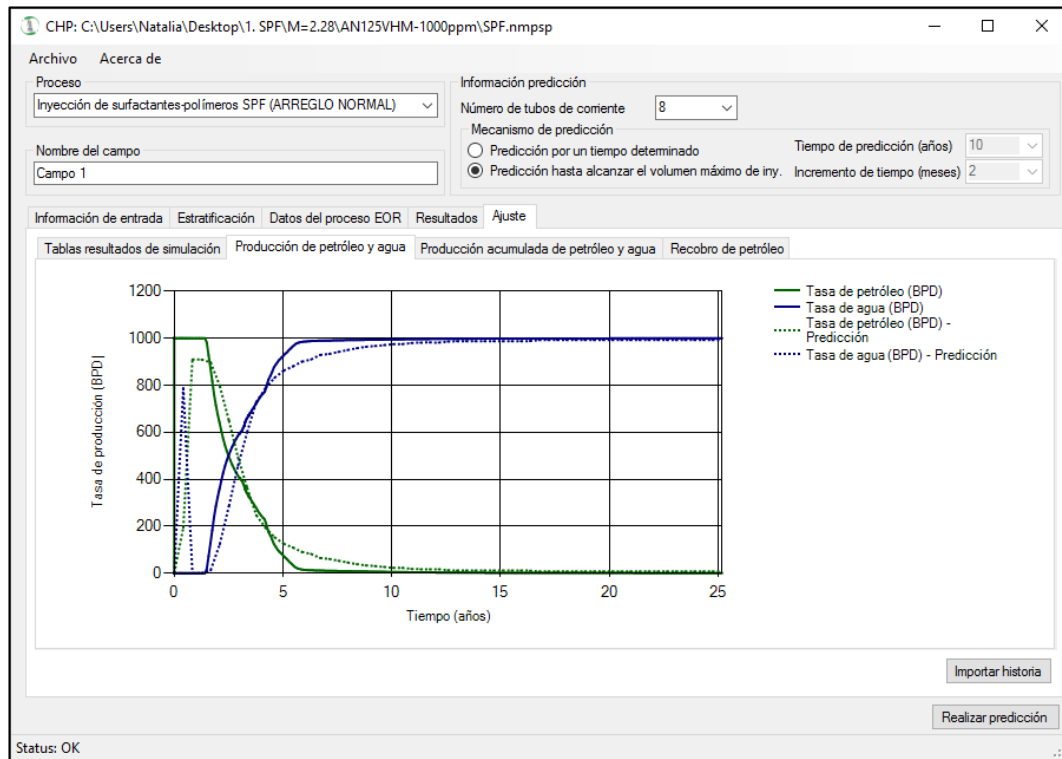 CHP: C:\Users\Natalia\Desktop\1. SPF\M=2.28\AN125VHM-1000ppm\SPF.nmpsp
Archivo Acerca de
Proceso
Inyección de surfactantes-polímeros SPF (ARREGLO NORMAL)
Nombre del campo
Campo 1
Información predicción
Número de tubos de corriente 8
Mecanismo de predicción
Predicción por un tiempo determinado
Predicción hasta alcanzar el volumen máximo de iny.
Tiempo de predicción (años) 10
Incremento de tiempo (meses) 2
Información de entrada Estratificación Datos del proceso EOR Resultados Ajuste
Tablas resultados de simulación Producción de petróleo y agua Producción acumulada de petróleo y agua Recobro de petróleo
Tasa de producción (BPD)
1200
1000
800
600
400
200
0
0 5 10 15 20 25
Tiempo (años)
Tasa de petróleo (BPD)
Tasa de agua (BPD)
Tasa de petróleo (BPD) -
Predicción
Tasa de agua (BPD) - Predicción
Importar historia
Realizar predicción
Status: OK